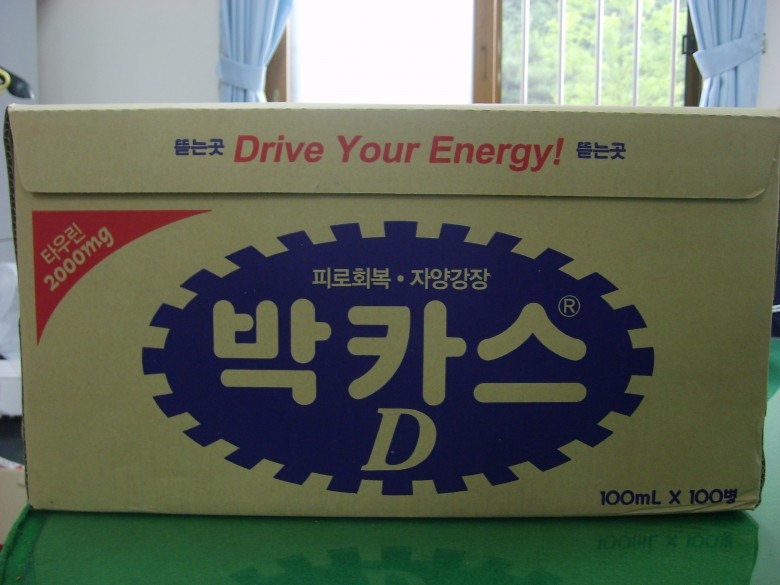 뜯는곳 Drive Your Energy! 뜯는곳
타우린
2000mg
피로회복·자양강장
박카스®
D
100mL X 100병